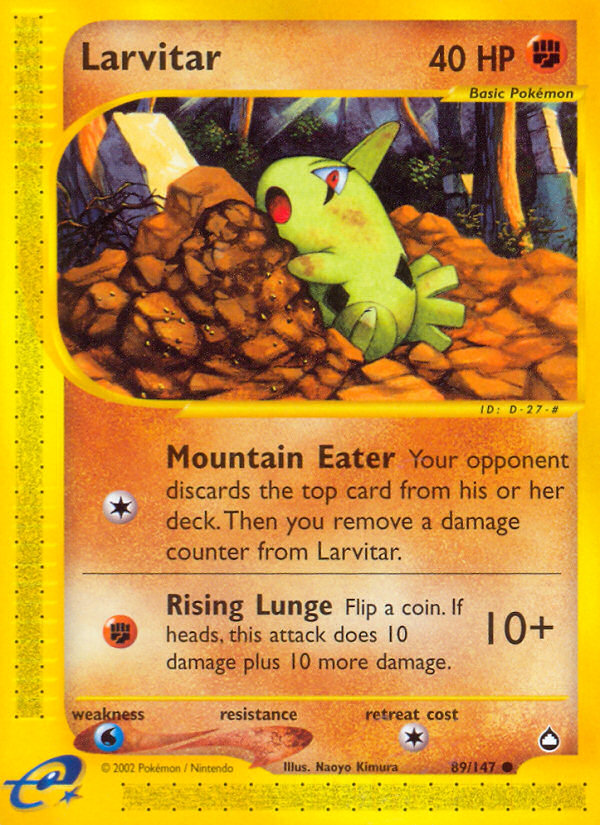 Larvitar 40 HP
Basic Pokémon
ID: D-27-#
Mountain Eater Your opponent
discards the top card from his or her
deck. Then you remove a damage
counter from Larvitar.
Rising Lunge Flip a coin. If
heads, this attack does 10
damage plus 10 more damage.
10+
weakness resistance retreat cost
© 2002 Pokémon / Nintendo Illus. Naoyo Kimura 89/147
e